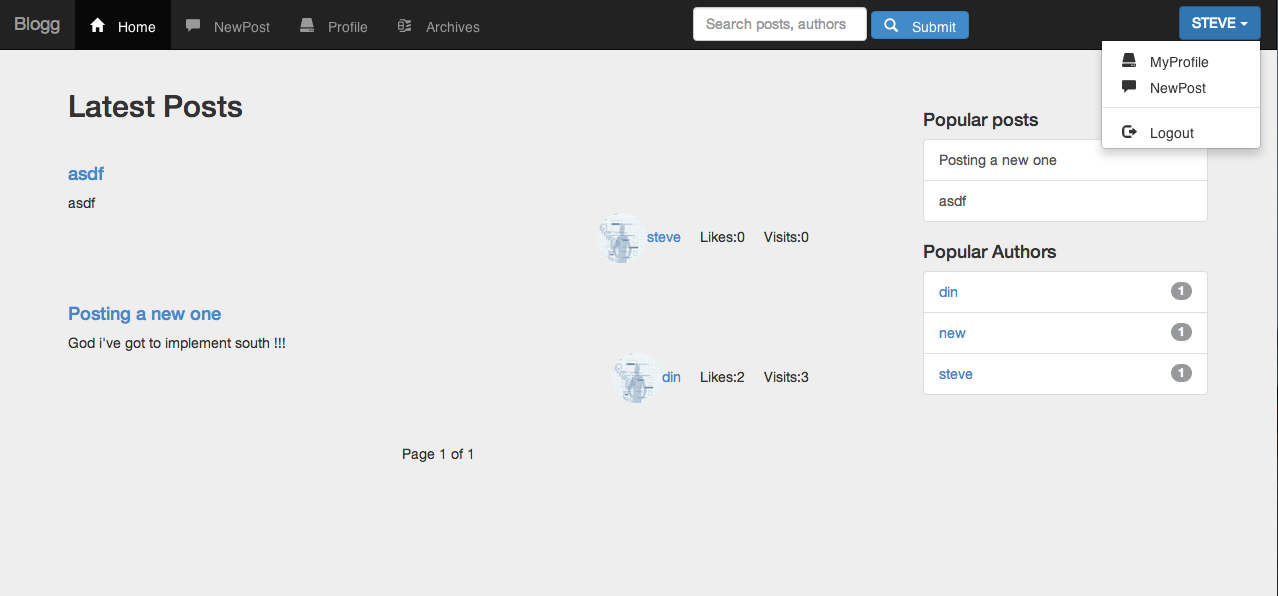 Blogg Home NewPost Profile Archives Search posts, authors Submit STEVE
MyProfile
NewPost
Logout
Latest Posts
asdf
asdf
steve Likes:0 Visits:0
Posting a new one
God i've got to implement south !!!
din Likes:2 Visits:3
Page 1 of 1
Popular posts
Posting a new one
asdf
Popular Authors
din 1
new 1
steve 1